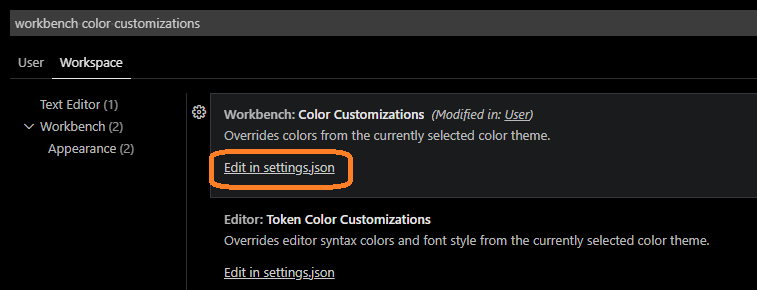 workbench color customizations
User Workspace
Text Editor (1)
Workbench (2)
Appearance (2)
Workbench: Color Customizations (Modified in: User)
Overrides colors from the currently selected color theme.
Edit in settings.json
Editor: Token Color Customizations
Overrides editor syntax colors and font style from the currently selected color theme.
Edit in settings.json